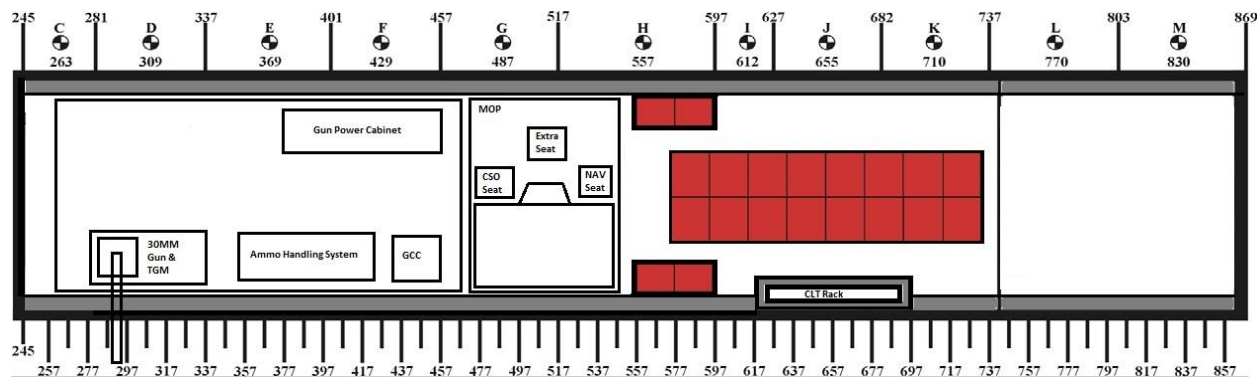 245 281 337 401 457 517 597 627 682 737 803 869
C D E F G H I J K L M
263 309 369 429 487 557 612 655 710 770 830
MOP
Gun Power Cabinet
Extra
Seat
CSO
Seat
NAV
Seat
30MM
Gun &
TGM
Ammo Handling System
GCC
CLT Rack
245
257 277 297 317 337 357 377 397 417 437 457 477 497 517 537 557 577 597 617 637 657 677 697 717 737 757 777 797 817 837 857